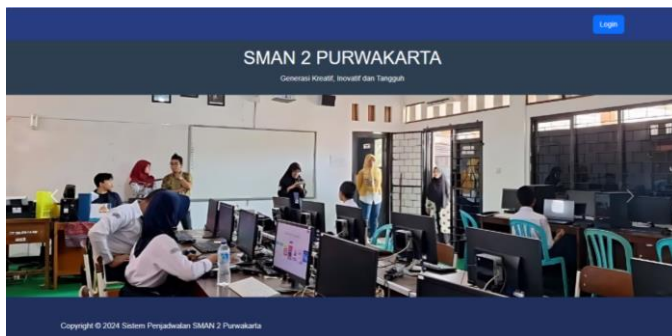 Login
SMAN 2 PURWAKARTA
Generasi Kreatif, Inovatif dan Tangguh
Copyright © 2024 Sistem Penjadwalan SMAN 2 Purwakarta